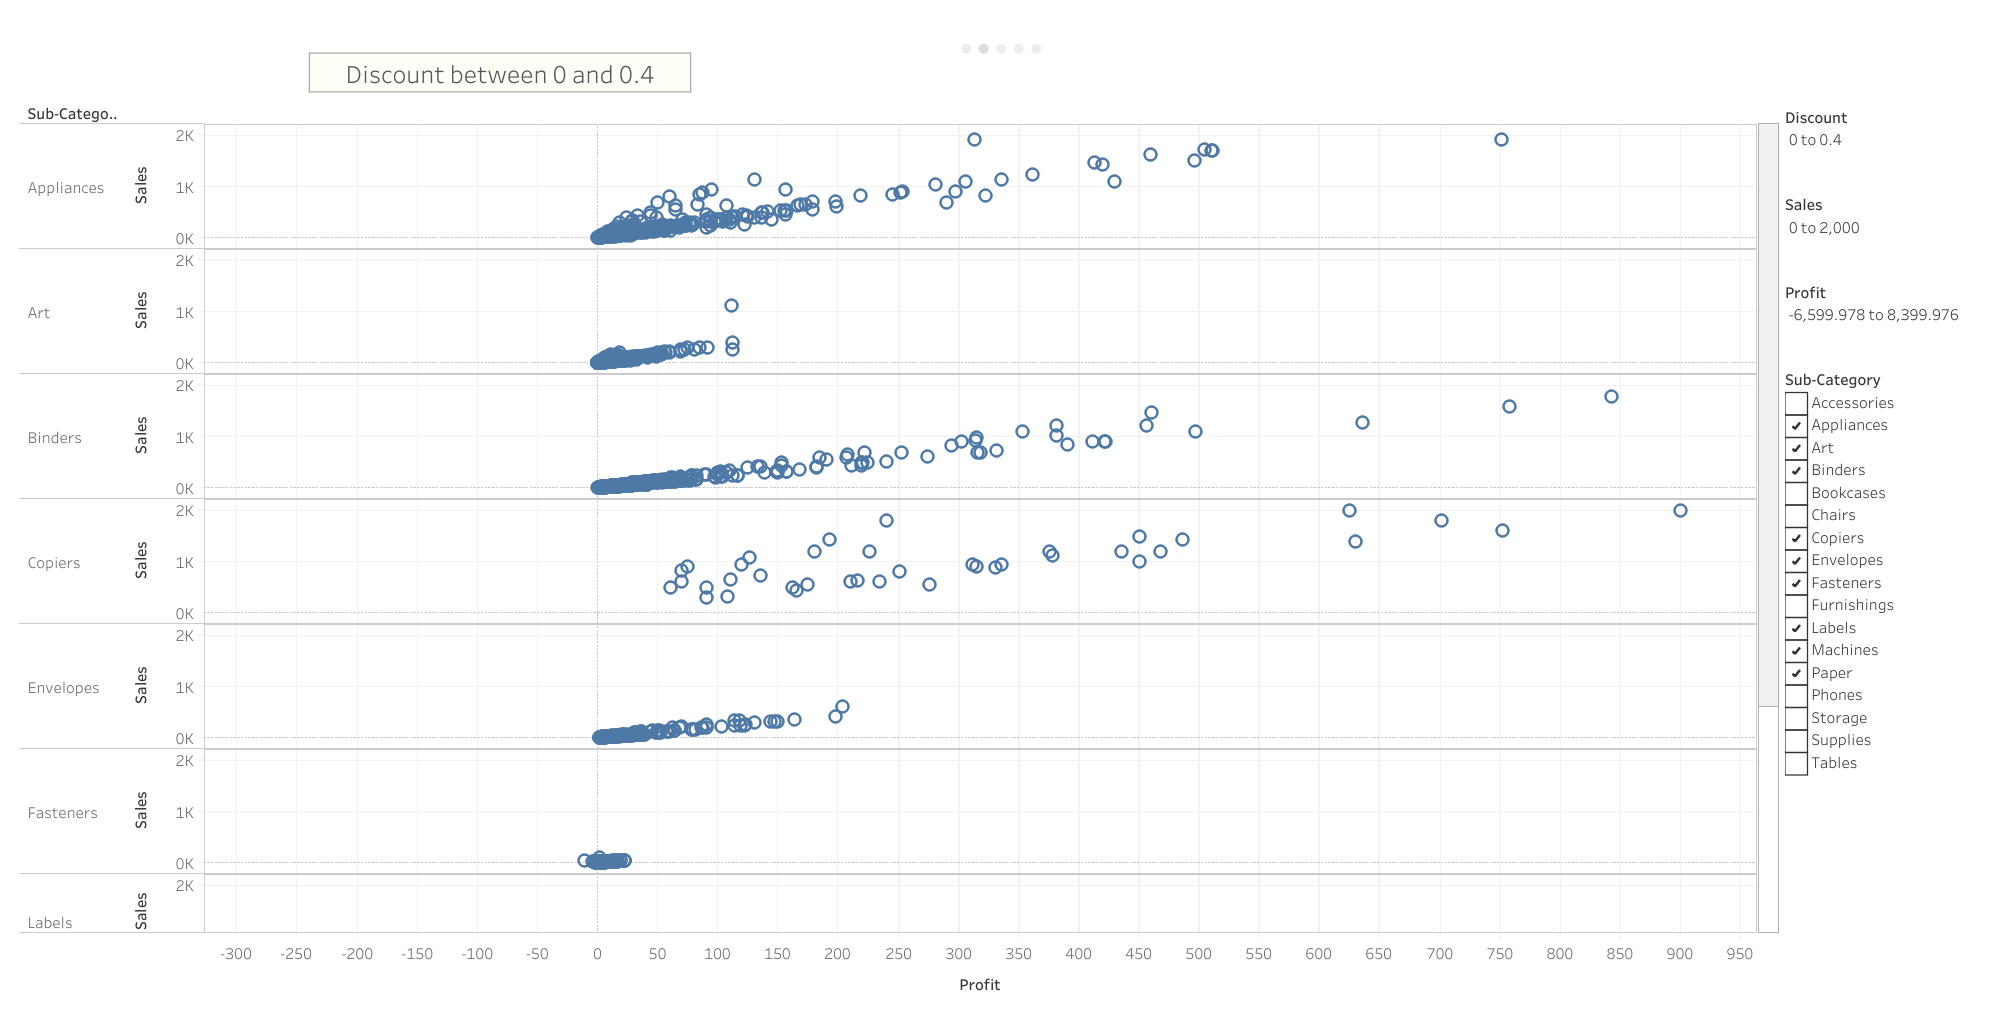 Discount between 0 and 0.4
Sub-Catego..
Appliances
Sales
2K
1K
0K
Art
Sales
2K
1K
0K
Binders
Sales
2K
1K
0K
Copiers
Sales
2K
1K
0K
Envelopes
Sales
2K
1K
0K
Fasteners
Sales
2K
1K
0K
Labels
Sales
2K
-300 -250 -200 -150 -100 -50 0 50 100 150 200 250 300 350 400 450 500 550 600 650 700 750 800 850 900 950
Profit
Discount
0 to 0.4
Sales
0 to 2,000
Profit
-6,599.978 to 8,399.976
Sub-Category
Accessories
Appliances
Art
Binders
Bookcases
Chairs
Copiers
Envelopes
Fasteners
Furnishings
Labels
Machines
Paper
Phones
Storage
Supplies
Tables